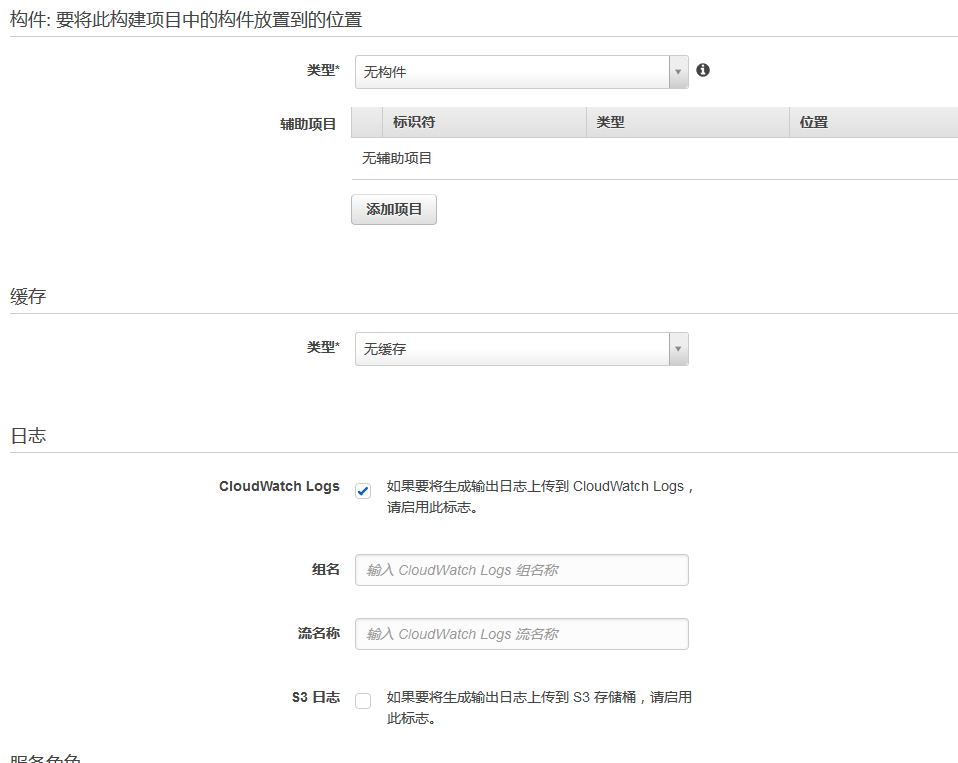 构件: 要将此构建项目中的构件放置到的位置
类型*
无构件
辅助项目
标识符
类型
位置
无辅助项目
添加项目
缓存
类型*
无缓存
日志
CloudWatch Logs
如果要将生成输出日志上传到 CloudWatch Logs，
请启用此标志。
组名
输入 CloudWatch Logs 组名称
流名称
输入 CloudWatch Logs 流名称
S3 日志
如果要将生成输出日志上传到 S3 存储桶，请启用
此标志。
服务角色